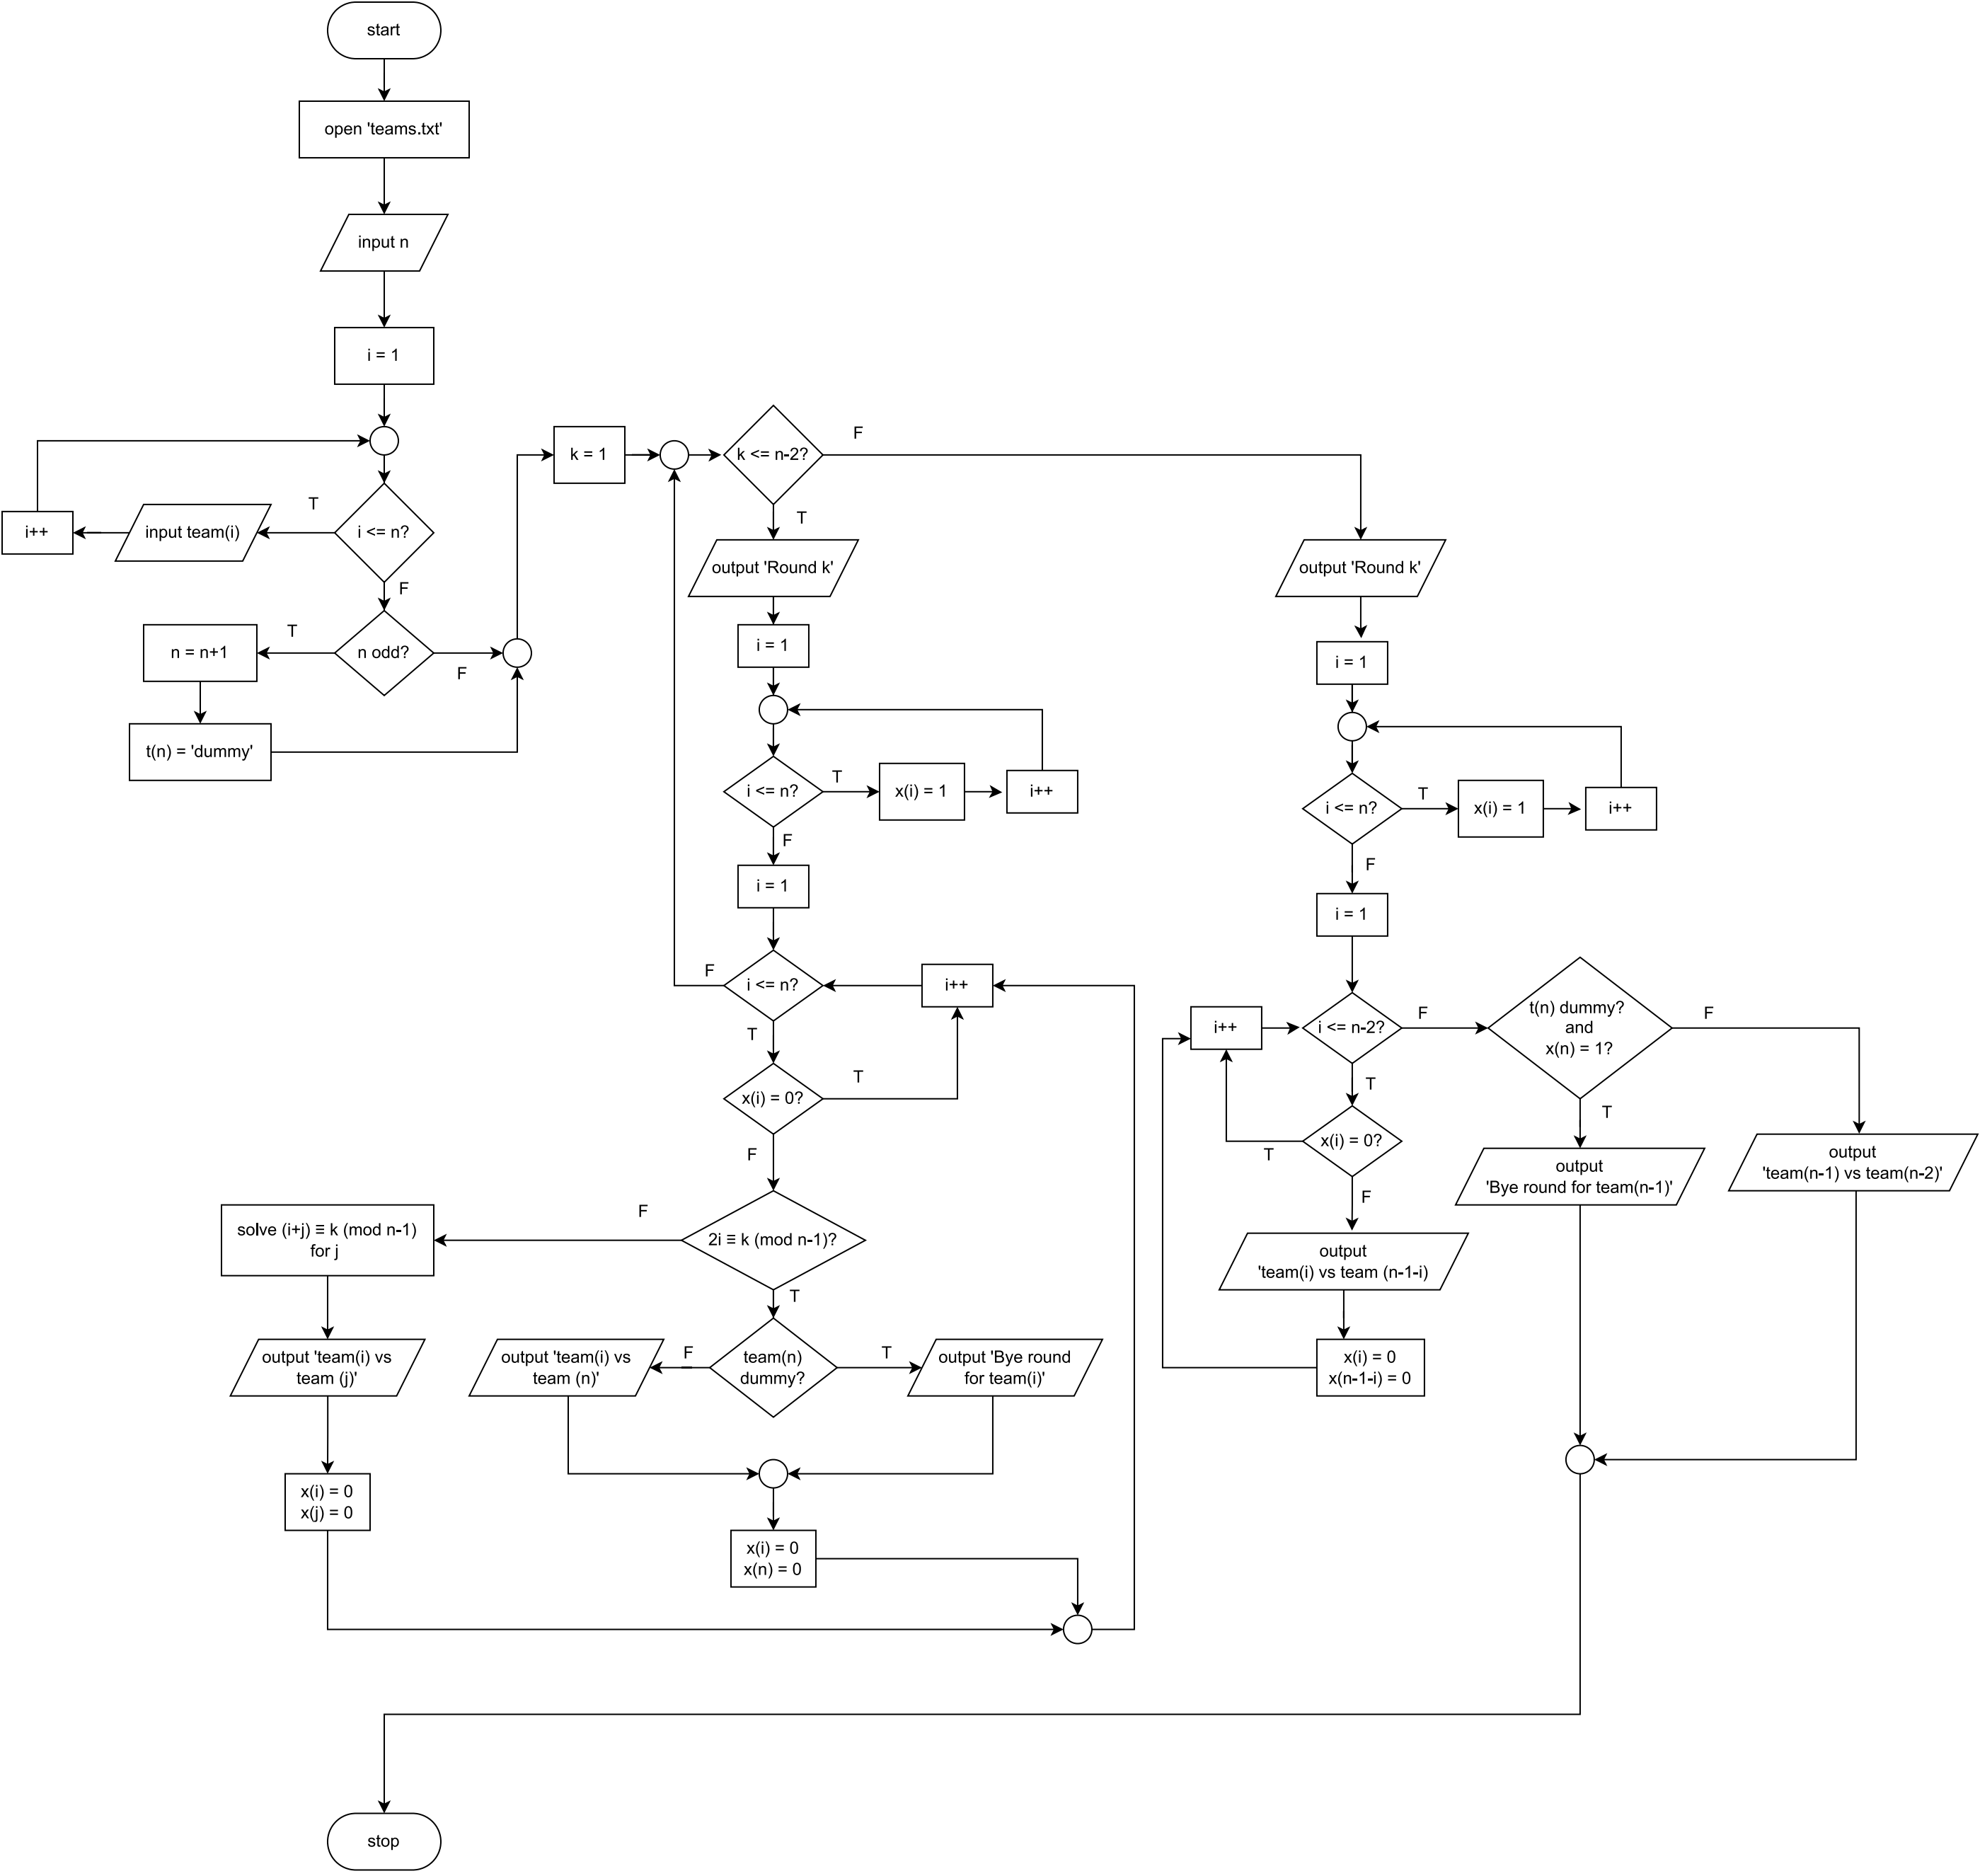 start
open 'teams.txt'
input n
i = 1
i <= n?
T
input team(i)
i++
F
n odd?
T
n = n+1
F
t(n) = 'dummy'
k = 1
k <= n-2?
F
T
output 'Round k'
i = 1
i <= n?
T
x(i) = 1
i++
F
i = 1
i <= n?
F
i++
T
x(i) = 0?
T
F
2i ≡ k (mod n-1)?
F
solve (i+j) ≡ k (mod n-1)
for j
output 'team(i) vs
team (j)'
x(i) = 0
x(j) = 0
T
team(n)
dummy?
F
output 'team(i) vs
team (n)'
T
output 'Bye round
for team(i)'
x(i) = 0
x(n) = 0
output 'Round k'
i = 1
i <= n?
T
x(i) = 1
i++
F
i = 1
i++
i <= n-2?
F
T
x(i) = 0?
T
F
output
'team(i) vs team (n-1-i)
x(i) = 0
x(n-1-i) = 0
t(n) dummy?
and
x(n) = 1?
F
T
output
'Bye round for team(n-1)'
output
'team(n-1) vs team(n-2)'
stop